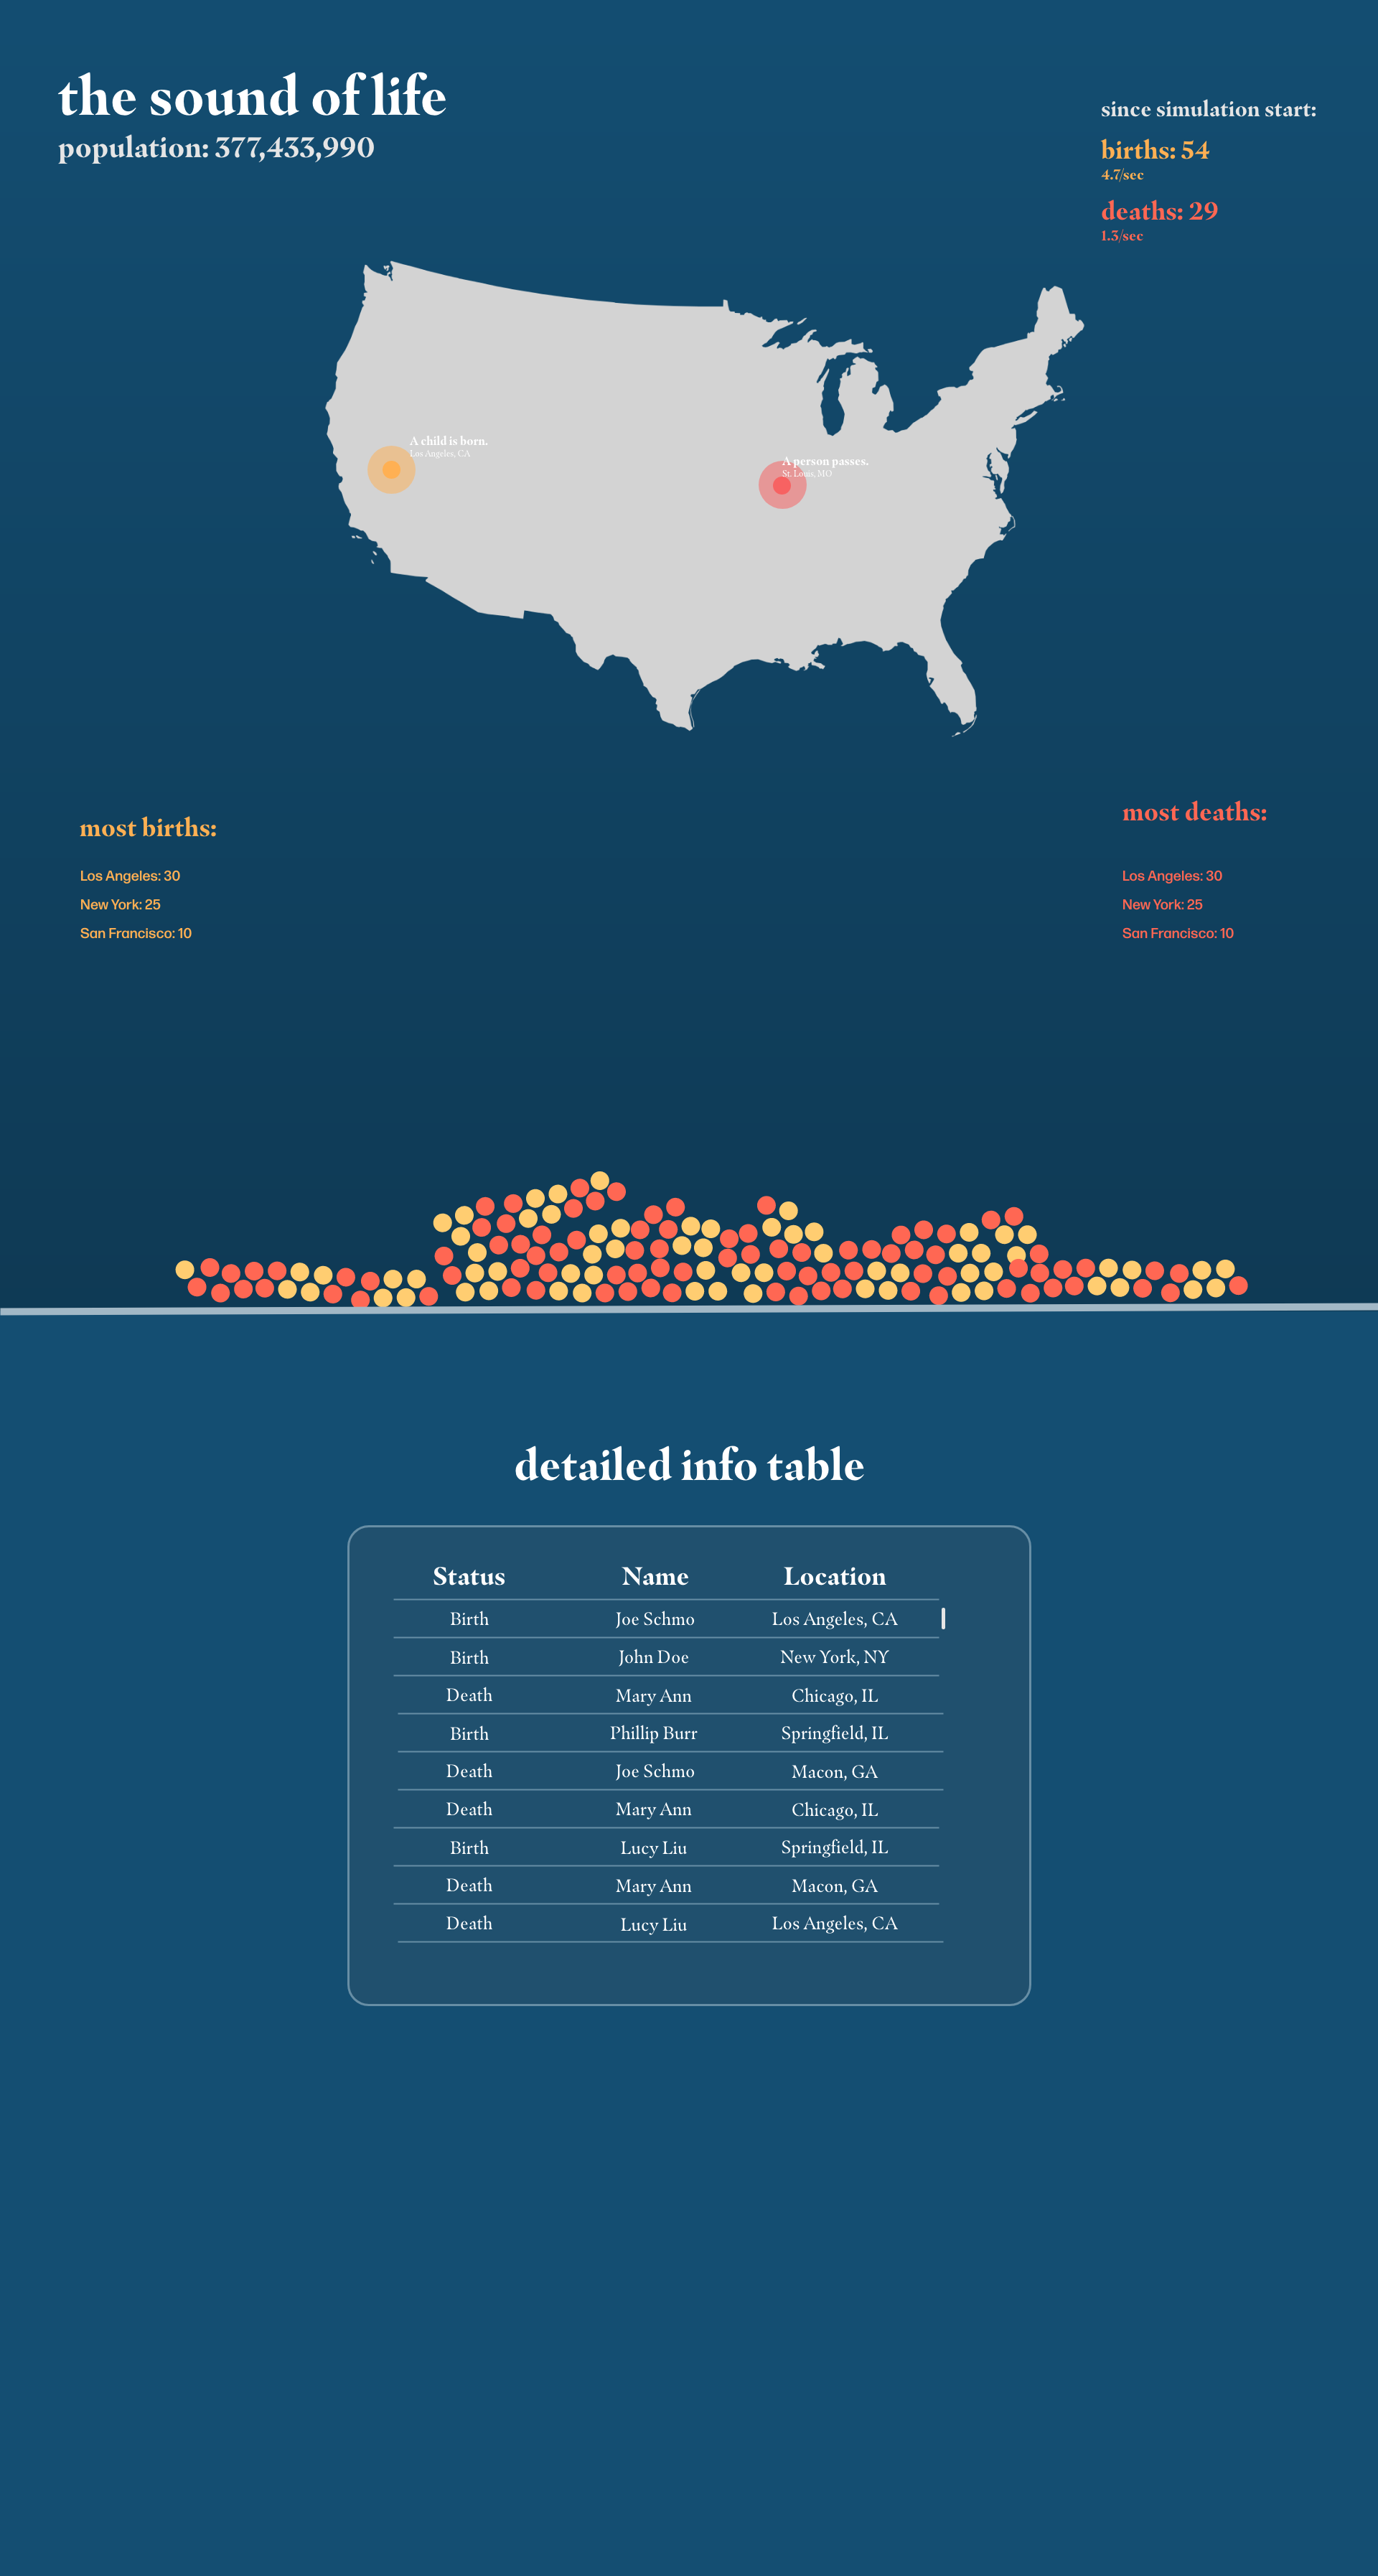 the sound of life
population: 377,433,990
since simulation start:
births: 54
4.7/sec
deaths: 29
1.3/sec
A child is born.
Los Angeles, CA
A person passes.
St. Louis, MO
most births:
Los Angeles: 30
New York: 25
San Francisco: 10
most deaths:
Los Angeles: 30
New York: 25
San Francisco: 10
detailed info table
Status Name Location
Birth Joe Schmo Los Angeles, CA
Birth John Doe New York, NY
Death Mary Ann Chicago, IL
Birth Phillip Burr Springfield, IL
Death Joe Schmo Macon, GA
Death Mary Ann Chicago, IL
Birth Lucy Liu Springfield, IL
Death Mary Ann Macon, GA
Death Lucy Liu Los Angeles, CA